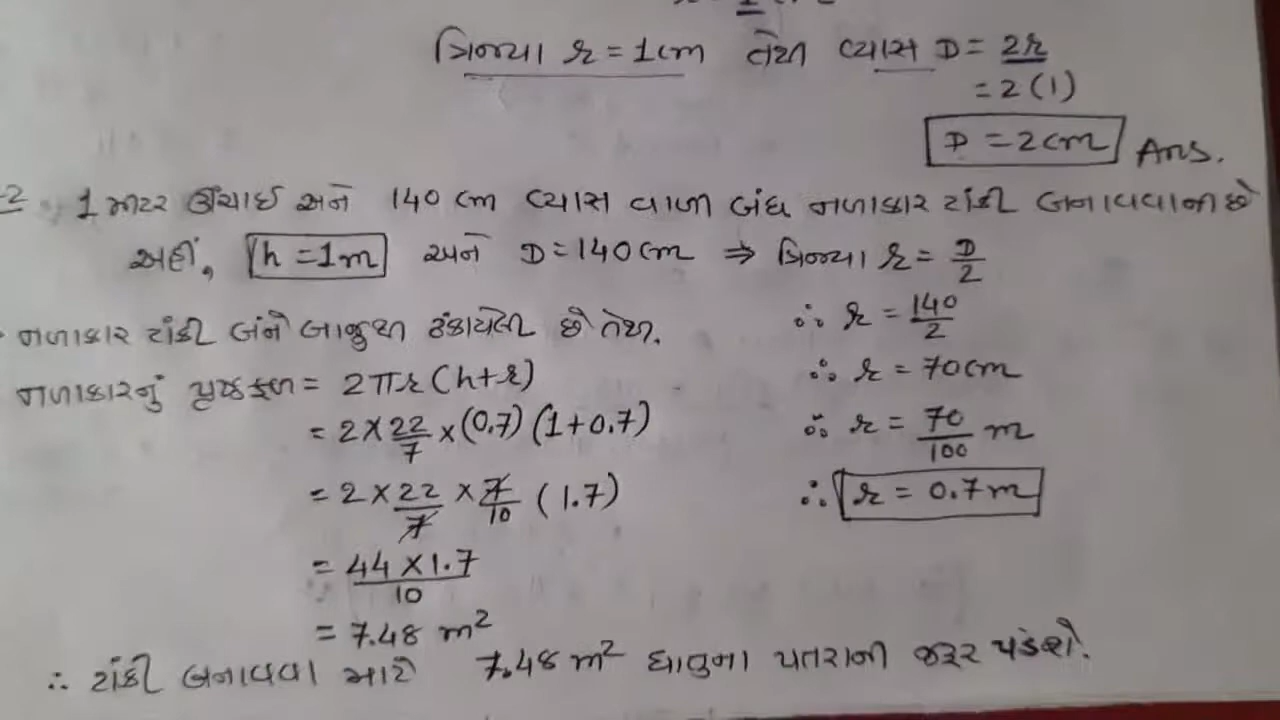 ત્રિજ્યા r = 1cm તેથી વ્યાસ D = 2r
= 2(1)
D = 2cm Ans.
2 1 મીટર ઊંચાઈ અને 140 cm વ્યાસ વાળા બંધ નળાકાર ટાંકી બનાવવાની છે
અહીં, h = 1m અને D = 140cm ⇒ ત્રિજ્યા r = D/2
∴ r = 140/2
નળાકાર ટાંકી બંને બાજુથી ઢંકાયેલી છે તેથી.
∴ r = 70cm
નળાકારનું પૃષ્ઠફળ = 2πr(h+r)
= 2 × 22/7 × (0.7) (1+0.7)
∴ r = 70/100 m
= 2 × 22/7 × 7/10 (1.7)
∴ r = 0.7m
= 44 × 1.7/10
= 7.48 m²
∴ ટાંકી બનાવવા માટે 7.48 m² ધાતુના પતરાની જરૂર પડશે.